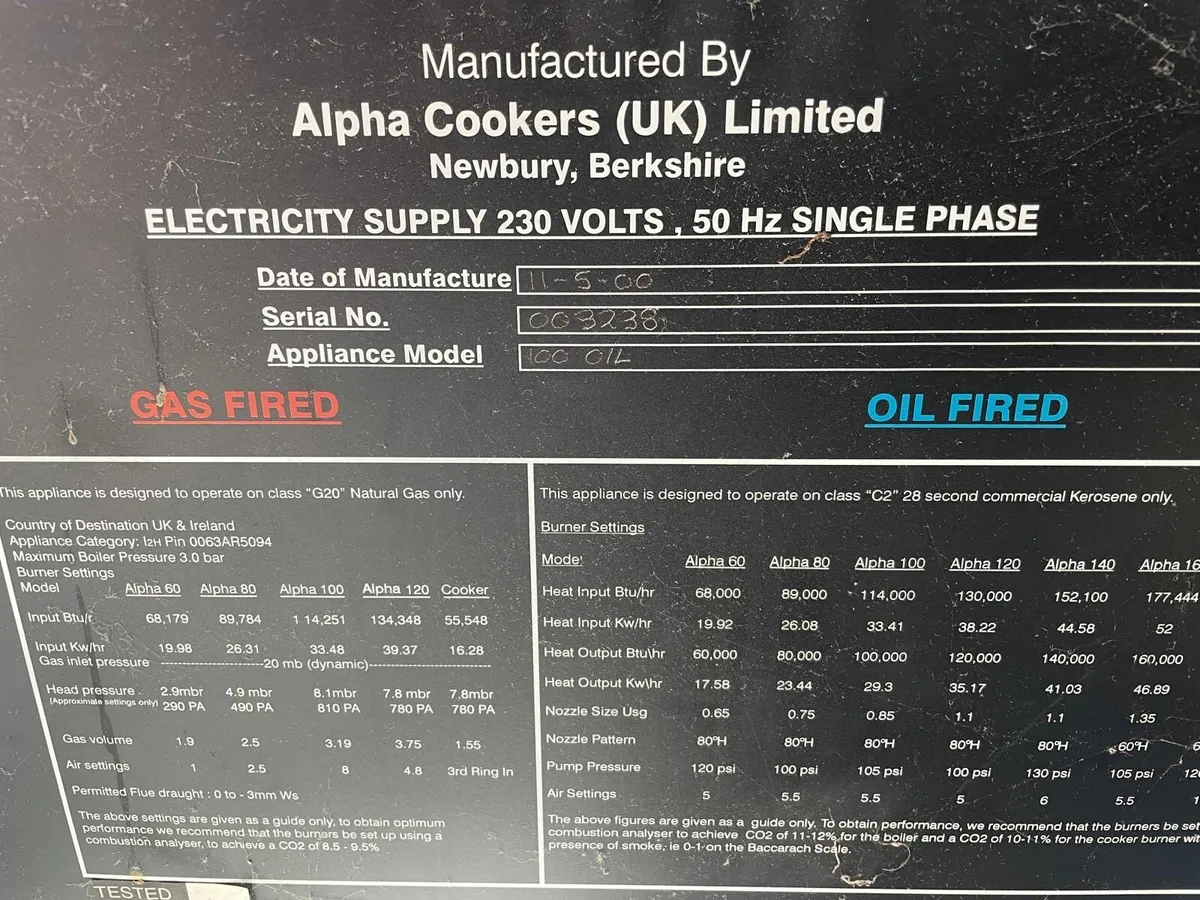 Manufactured By
Alpha Cookers (UK) Limited
Newbury, Berkshire
ELECTRICITY SUPPLY 230 VOLTS , 50 Hz SINGLE PHASE
Date of Manufacture 11-5-00
Serial No. 003238
Appliance Model 100 OIL
GAS FIRED
This appliance is designed to operate on class "G20" Natural Gas only.
Country of Destination UK & Ireland
Appliance Category: I2H Pin 0063AR5094
Maximum Boiler Pressure 3.0 bar
Burner Settings
Model Alpha 60 Alpha 80 Alpha 100 Alpha 120 Cooker
Input Btu/r 68,179 89,784 1 14,251 134,348 55,548
Input Kw/hr 19.98 26.31 33.48 39.37 16.28
Gas inlet pressure -----------------------20 mb (dynamic)---------------------------
Head pressure . 2.9mbr 4.9 mbr 8.1mbr 7.8 mbr 7.8mbr
(Approximate settings only) 290 PA 490 PA 810 PA 780 PA 780 PA
Gas volume 1.9 2.5 3.19 3.75 1.55
Air settings 1 2.5 8 4.8 3rd Ring In
Permitted Flue draught : 0 to - 3mm Ws
The above settings are given as a guide only, to obtain optimum
performance we recommend that the burners be set up using a
combustion analyser, to achieve a CO2 of 8.5 - 9.5%
TESTED
OIL FIRED
This appliance is designed to operate on class "C2" 28 second commercial Kerosene only.
Burner Settings
Model Alpha 60 Alpha 80 Alpha 100 Alpha 120 Alpha 140 Alpha 16
Heat Input Btu/hr 68,000 89,000 114,000 130,000 152,100 177,444
Heat Input Kw/hr 19.92 26.08 33.41 38.22 44.58 52
Heat Output Btu\hr 60,000 80,000 100,000 120,000 140,000 160,000
Heat Output Kw\hr 17.58 23.44 29.3 35.17 41.03 46.89
Nozzle Size Usg 0.65 0.75 0.85 1.1 1.1 1.35
Nozzle Pattern 80ºH 80ºH 80ºH 80ºH 80ºH 60ºH 6
Pump Pressure 120 psi 100 psi 105 psi 100 psi 130 psi 105 psi 12
Air Settings 5 5.5 5.5 5 6 5.5 1
The above figures are given as a guide only. To obtain performance, we recommend that the burners be set
combustion analyser to achieve CO2 of 11-12% for the boiler and a CO2 of 10-11% for the cooker burner wit
presence of smoke, ie 0-1 on the Baccarach Scale.